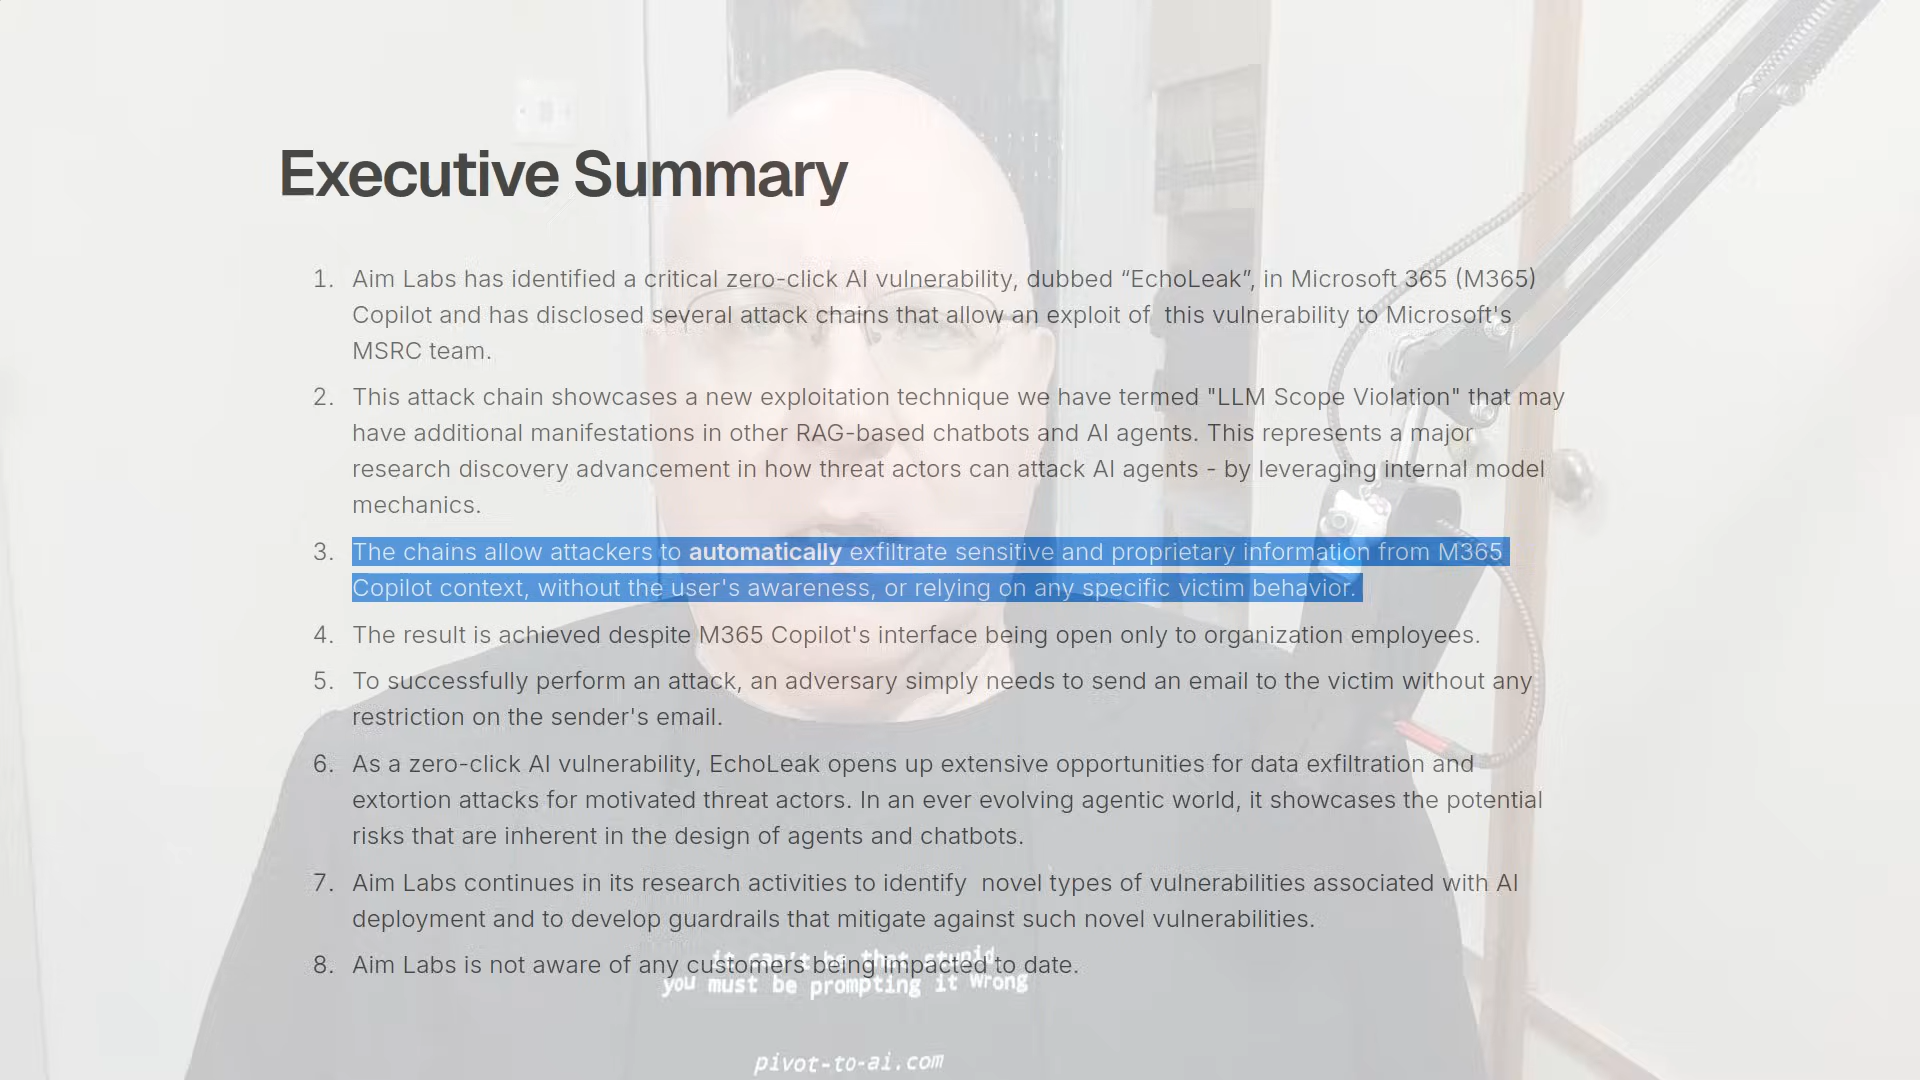 Executive Summary
1. Aim Labs has identified a critical zero-click AI vulnerability, dubbed “EchoLeak”, in Microsoft 365 (M365)
Copilot and has disclosed several attack chains that allow an exploit of  this vulnerability to Microsoft's
MSRC team.
2. This attack chain showcases a new exploitation technique we have termed "LLM Scope Violation" that may
have additional manifestations in other RAG-based chatbots and AI agents. This represents a major
research discovery advancement in how threat actors can attack AI agents - by leveraging internal model
mechanics.
3. The chains allow attackers to automatically exfiltrate sensitive and proprietary information from M365
Copilot context, without the user's awareness, or relying on any specific victim behavior.
4. The result is achieved despite M365 Copilot's interface being open only to organization employees.
5. To successfully perform an attack, an adversary simply needs to send an email to the victim without any
restriction on the sender's email.
6. As a zero-click AI vulnerability, EchoLeak opens up extensive opportunities for data exfiltration and
extortion attacks for motivated threat actors. In an ever evolving agentic world, it showcases the potential
risks that are inherent in the design of agents and chatbots.
7. Aim Labs continues in its research activities to identify  novel types of vulnerabilities associated with AI
deployment and to develop guardrails that mitigate against such novel vulnerabilities.
8. Aim Labs is not aware of any customers being impacted to date.
it can't be that stupid
you must be prompting it wrong
pivot-to-ai.com